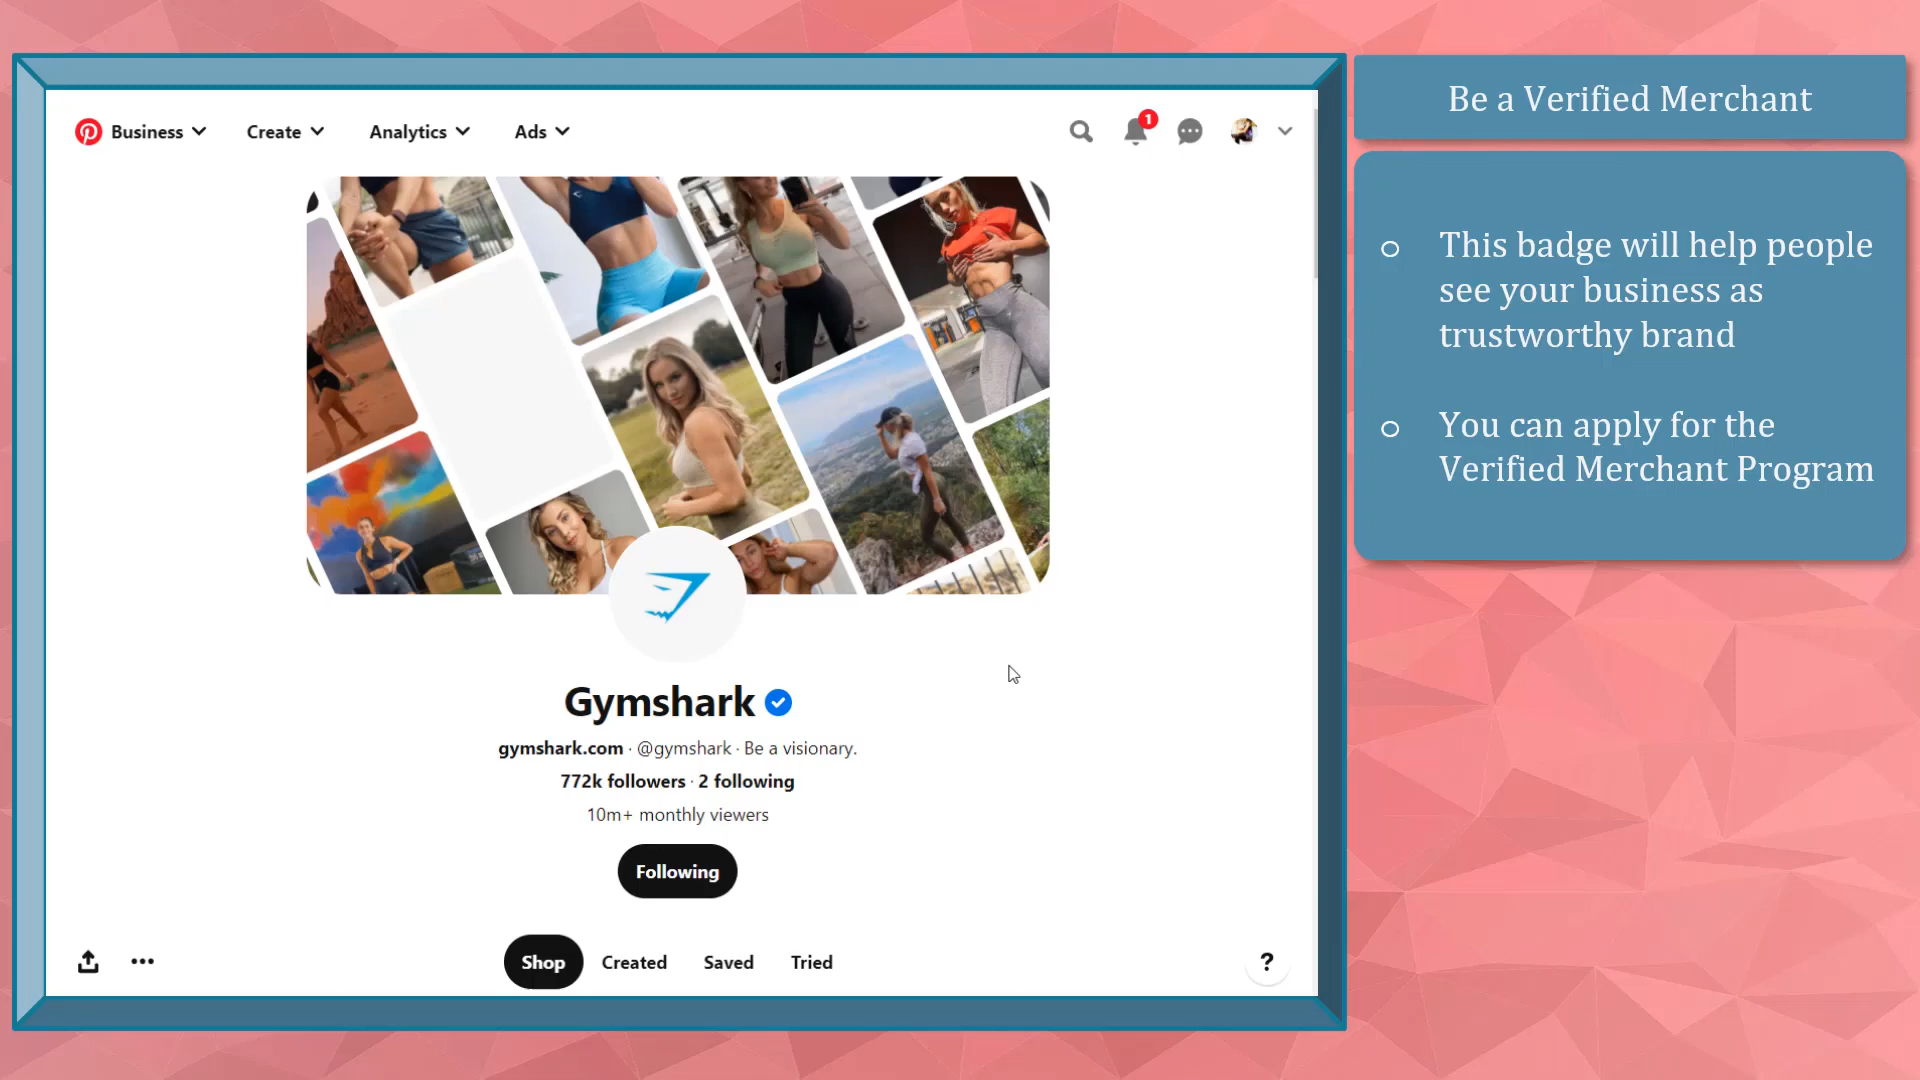 Business
Create
Analytics
Ads
1
Gymshark
gymshark.com · @gymshark · Be a visionary.
772k followers · 2 following
10m+ monthly viewers
Following
Shop
Created
Saved
Tried
?
Be a Verified Merchant
This badge will help people
see your business as
trustworthy brand
You can apply for the
Verified Merchant Program